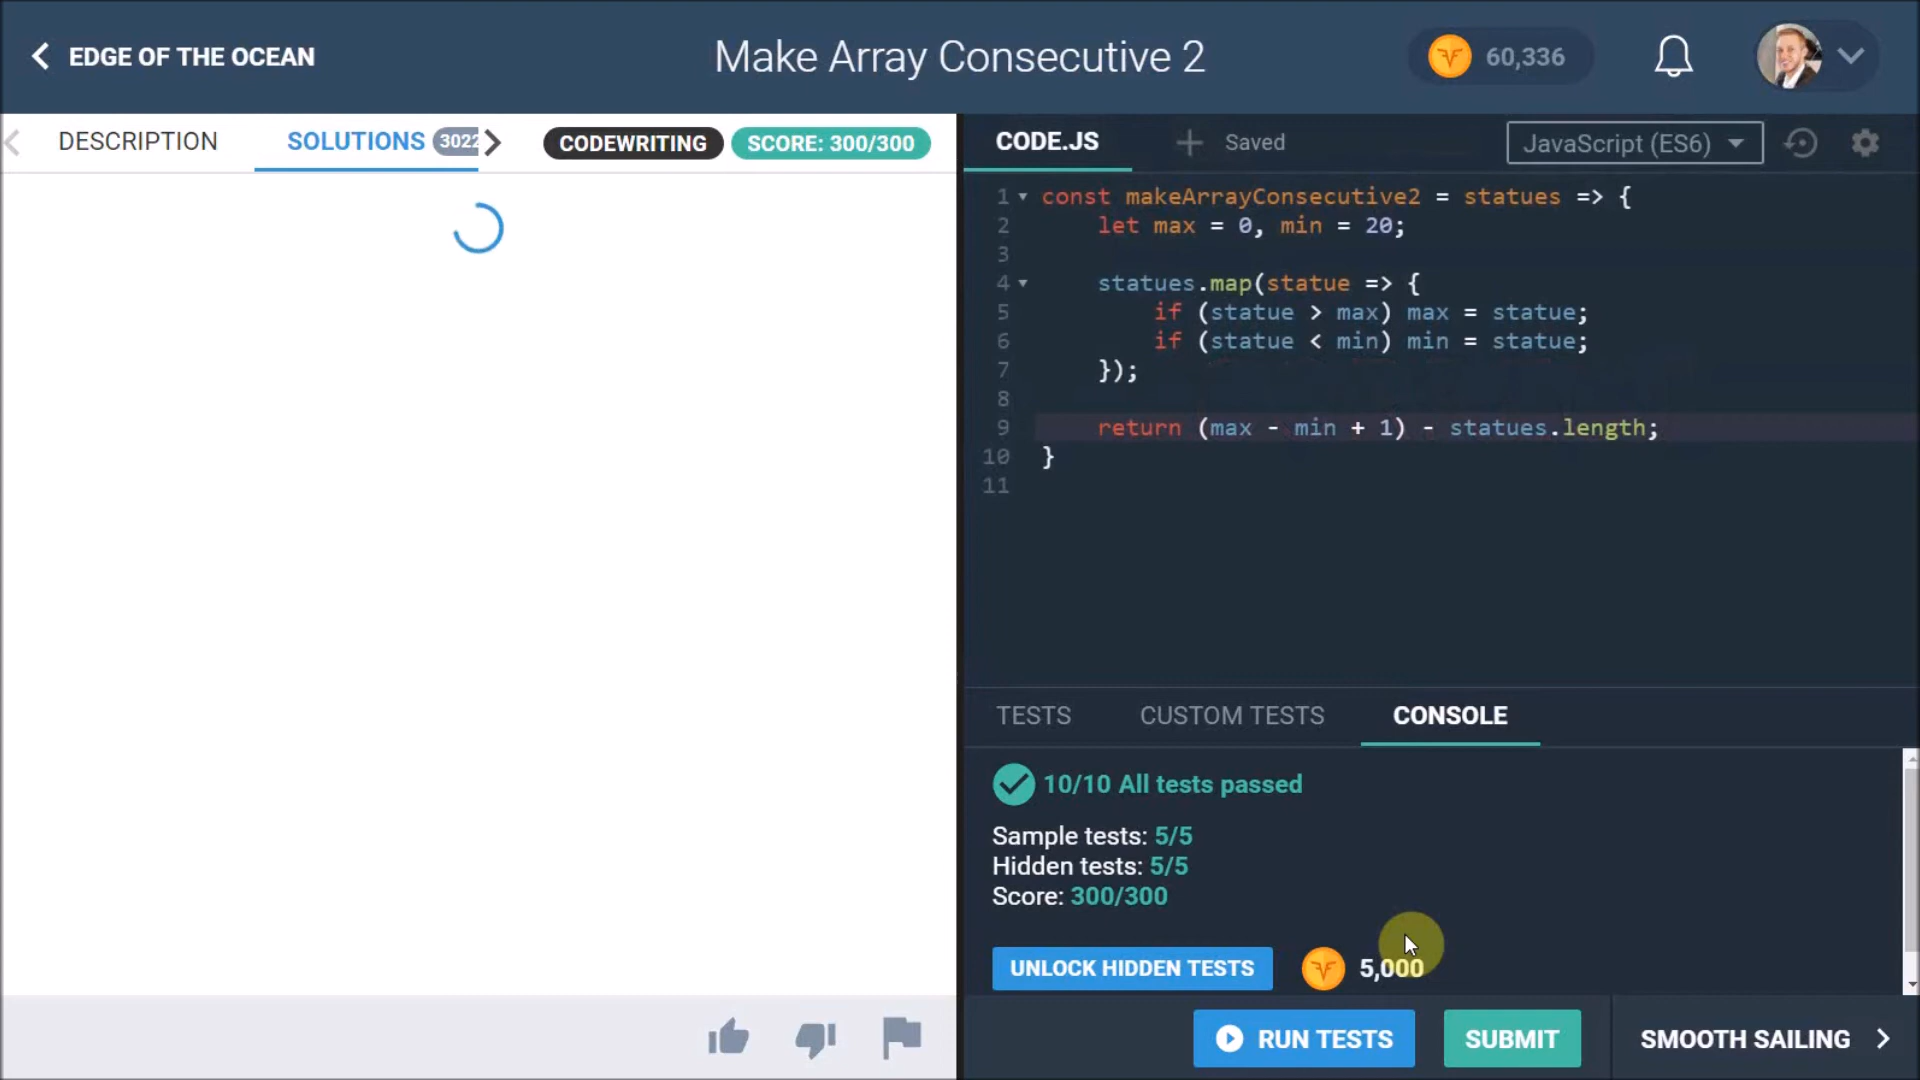 EDGE OF THE OCEAN
Make Array Consecutive 2
60,336
DESCRIPTION
SOLUTIONS
3022
CODEWRITING
SCORE: 300/300
CODE.JS
Saved
JavaScript (ES6)
1 const makeArrayConsecutive2 = statues => {
2     let max = 0, min = 20;
3
4     statues.map(statue => {
5         if (statue > max) max = statue;
6         if (statue < min) min = statue;
7     });
8
9     return (max - min + 1) - statues.length;
10 }
11
TESTS
CUSTOM TESTS
CONSOLE
10/10 All tests passed
Sample tests: 5/5
Hidden tests: 5/5
Score: 300/300
UNLOCK HIDDEN TESTS
5,000
RUN TESTS
SUBMIT
SMOOTH SAILING